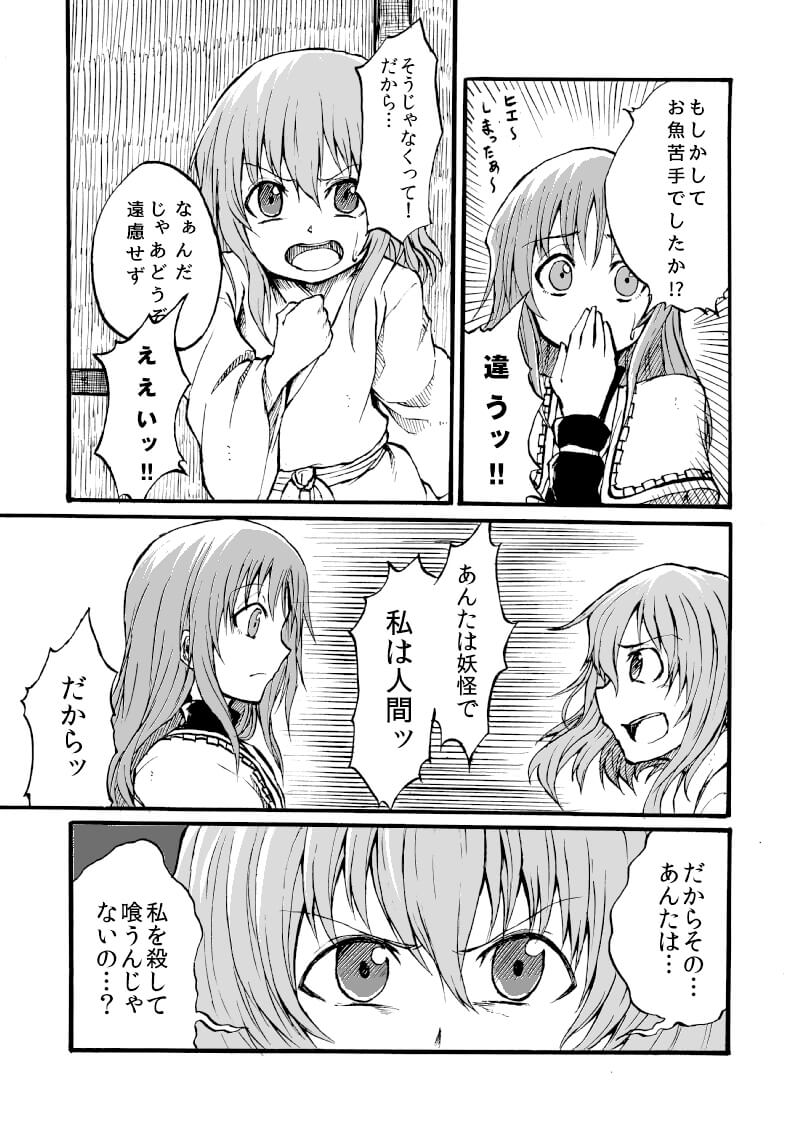 もしかして
お魚苦手でしたか!?
ヒエ〜
しまったぁ〜
違うッ!!
そうじゃなくって!
だから…
なぁんだ
じゃあどうぞ
遠慮せず
ええいッ!!
あんたは妖怪で
私は人間ッ
だからッ
だからその…
あんたは…
私を殺して
喰うんじゃ
ないの…?